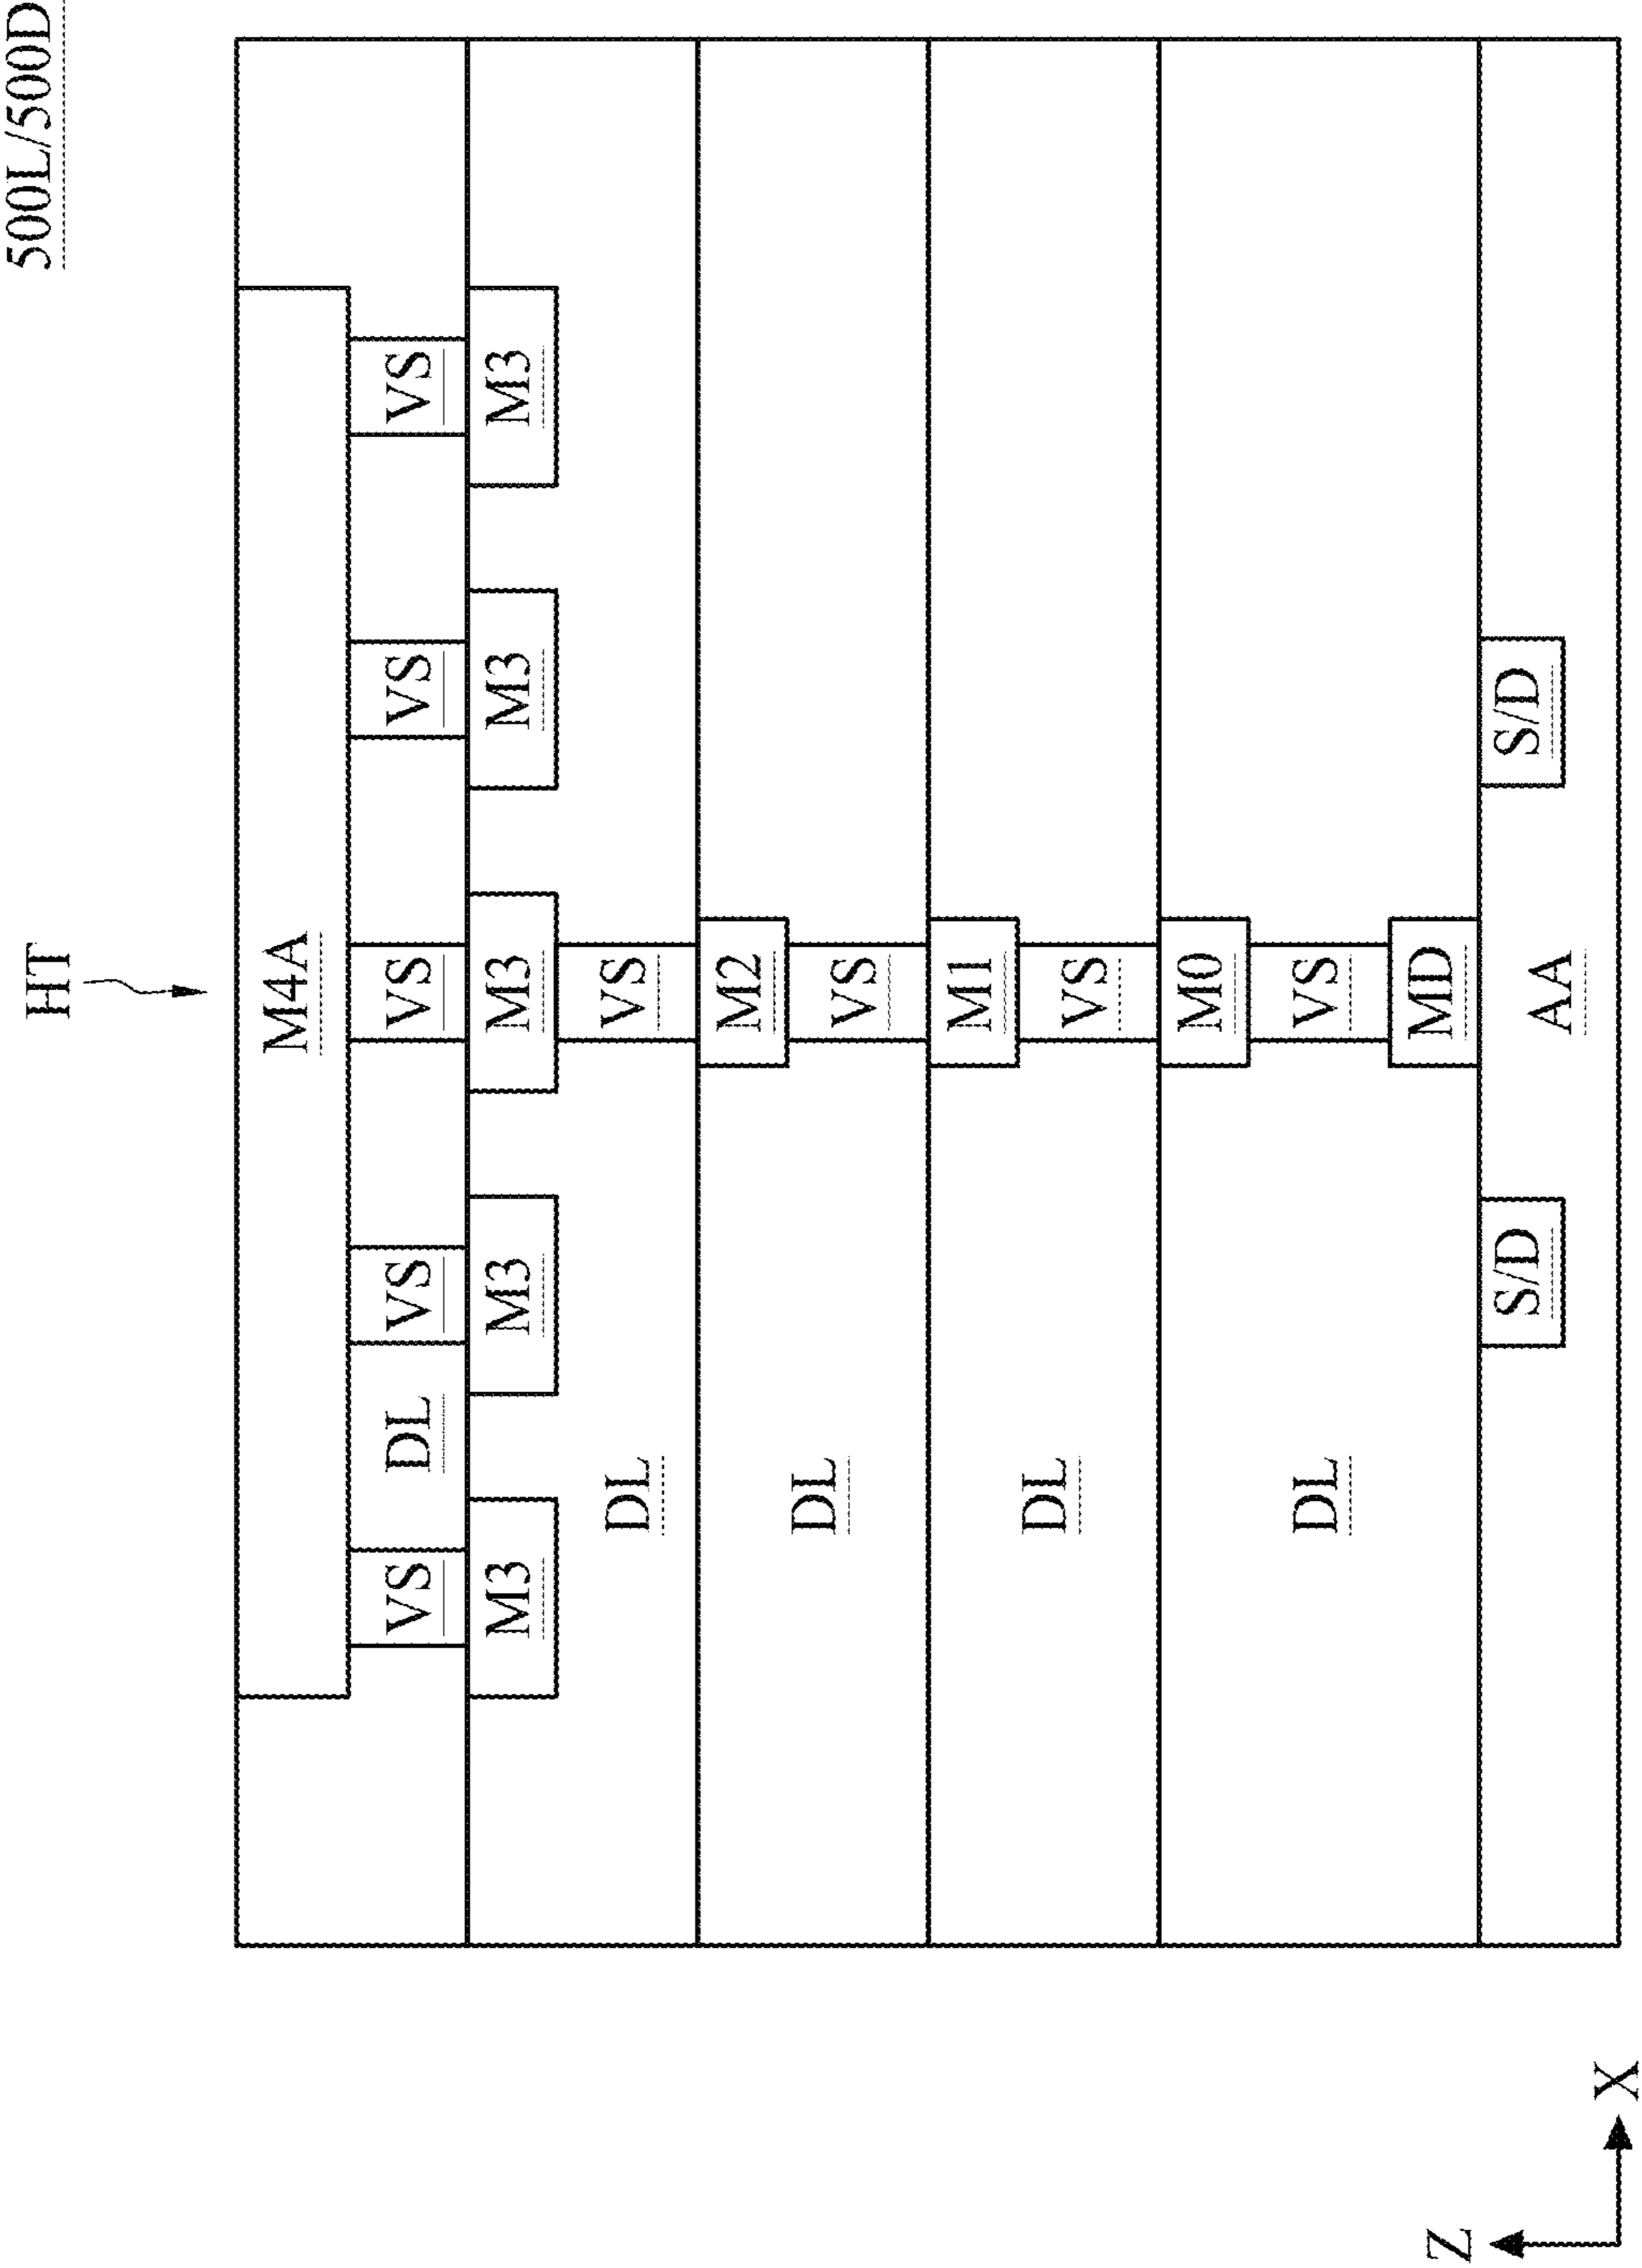 500L/500D
HT
M4A
VS DL VS VS VS VS
M3 M3 M3 M3 M3
DL VS
M2
DL VS
M1
DL VS
M0
DL VS
MD
S/D S/D
AA
Z
X